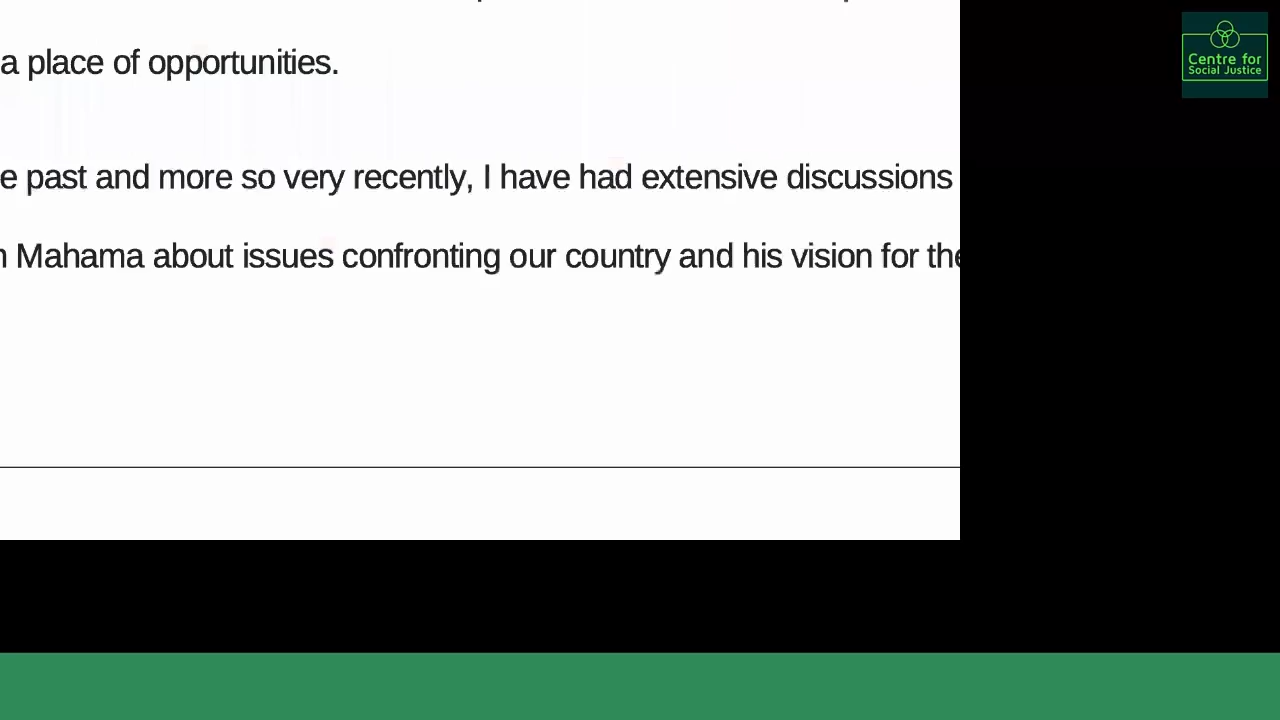 a place of opportunities.
e past and more so very recently, I have had extensive discussions
Mahama about issues confronting our country and his vision for the
Centre for
Social Justice